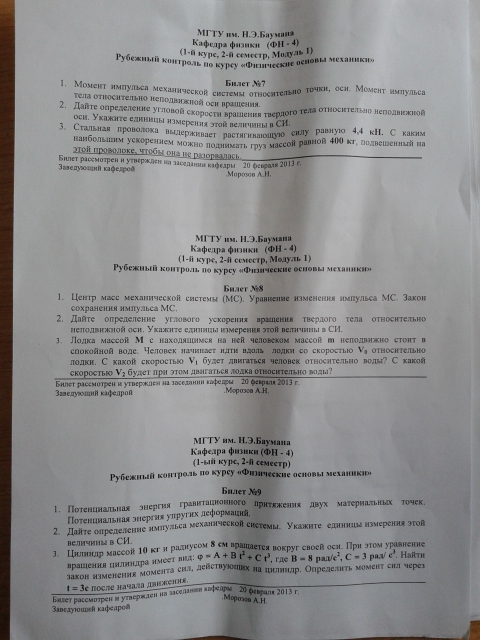 МГТУ им. Н.Э.Баумана
Кафедра физики (ФН - 4)
(1-й курс, 2-й семестр, Модуль 1)
Рубежный контроль по курсу «Физические основы механики»
Билет №7
1. Момент импульса механической системы относительно точки, оси. Момент импульса
тела относительно неподвижной оси вращения.
2. Дайте определение угловой скорости вращения твердого тела относительно неподвижной
оси. Укажите единицы измерения этой величины в СИ.
3. Стальная проволока выдерживает растягивающую силу равную 4,4 кН. С каким
наибольшим ускорением можно поднимать груз массой равной 400 кг, подвешенный на
этой проволоке, чтобы она не разорвалась.
Билет рассмотрен и утвержден на заседании кафедры 20 февраля 2013 г.
Заведующий кафедрой .Морозов А.Н.
МГТУ им. Н.Э.Баумана
Кафедра физики (ФН - 4)
(1-й курс, 2-й семестр, Модуль 1)
Рубежный контроль по курсу «Физические основы механики»
Билет №8
1. Центр масс механической системы (МС). Уравнение изменения импульса МС. Закон
сохранения импульса МС.
2. Дайте определение углового ускорения вращения твердого тела относительно
неподвижной оси. Укажите единицы измерения этой величины в СИ.
3. Лодка массой M с находящимся на ней человеком массой m неподвижно стоит в
спокойной воде. Человек начинает идти вдоль лодки со скоростью V₀ относительно
лодки. С какой скоростью V₁ будет двигаться человек относительно воды? С какой
скоростью V₂ будет при этом двигаться лодка относительно воды?
Билет рассмотрен и утвержден на заседании кафедры 20 февраля 2013 г.
Заведующий кафедрой .Морозов А.Н.
МГТУ им. Н.Э.Баумана
Кафедра физики (ФН - 4)
(1-ый курс, 2-й семестр)
Рубежный контроль по курсу «Физические основы механики»
Билет №9
1. Потенциальная энергия гравитационного притяжения двух материальных точек.
Потенциальная энергия упругих деформаций.
2. Дайте определение импульса механической системы. Укажите единицы измерения этой
величины в СИ.
3. Цилиндр массой 10 кг и радиусом 8 см вращается вокруг своей оси. При этом уравнение
вращения цилиндра имеет вид: φ = A + B t² + C t³, где B = 8 рад/с², C = 3 рад/ с³. Найти
закон изменения момента сил, действующих на цилиндр. Определить момент сил через
t = 3с после начала движения.
Билет рассмотрен и утвержден на заседании кафедры 20 февраля 2013 г.
Заведующий кафедрой .Морозов А.Н.